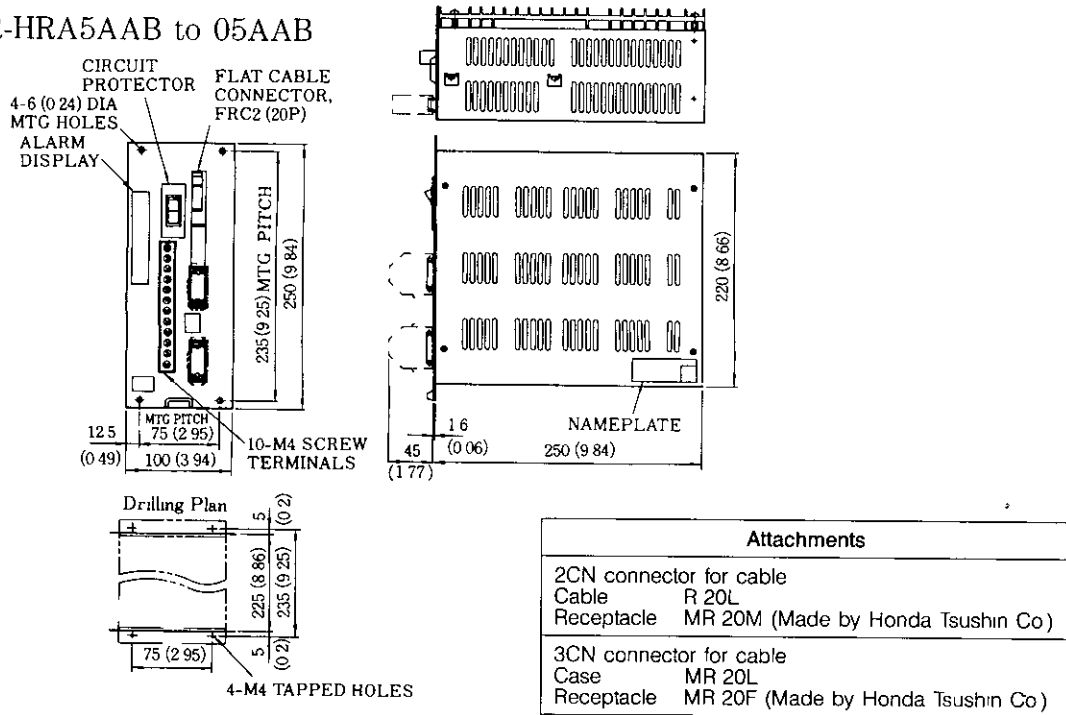 -HRA5AAB to 05AAB
CIRCUIT
PROTECTOR
FLAT CABLE
CONNECTOR,
FRC2 (20P)
4-6 (0 24) DIA
MTG HOLES
ALARM
DISPLAY
235 (9 25) MTG PITCH
250 (9 84)
MTG PITCH
75 (2 95)
12 5
(0 49)
100 (3 94)
10-M4 SCREW
TERMINALS
220 (8 66)
NAMEPLATE
1 6
(0 06)
45
(1 77)
250 (9 84)
Drilling Plan
5
(0 2)
225 (8 86)
235 (9 25)
5
(0 2)
75 (2 95)
4-M4 TAPPED HOLES
Attachments
2CN connector for cable
Cable R 20L
Receptacle MR 20M (Made by Honda Tsushin Co)
3CN connector for cable
Case MR 20L
Receptacle MR 20F (Made by Honda Tsushin Co)